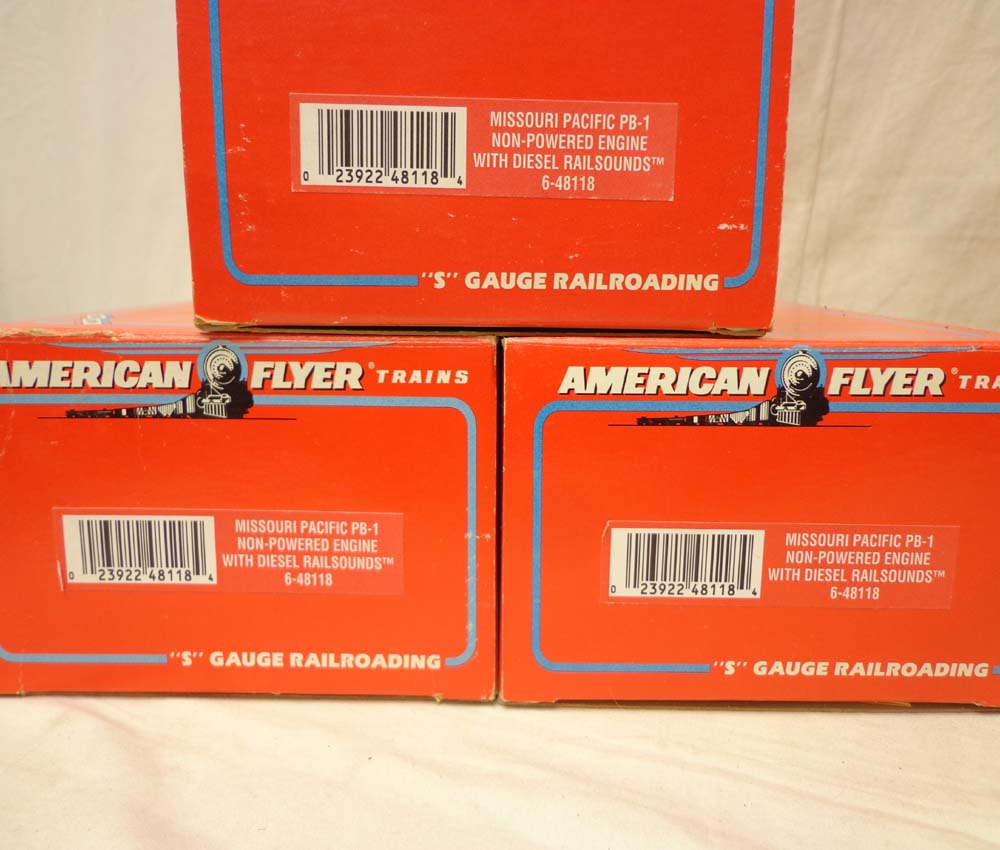 MISSOURI PACIFIC PB-1
NON-POWERED ENGINE
WITH DIESEL RAILSOUNDS™
6-48118
0 23922 48118 4
"S" GAUGE RAILROADING
AMERICAN FLYER® TRAINS
MISSOURI PACIFIC PB-1
NON-POWERED ENGINE
WITH DIESEL RAILSOUNDS™
6-48118
0 23922 48118 4
"S" GAUGE RAILROADING
AMERICAN FLYER® TRA
MISSOURI PACIFIC PB-1
NON-POWERED ENGINE
WITH DIESEL RAILSOUNDS™
6-48118
0 23922 48118 4
"S" GAUGE RAILROADING